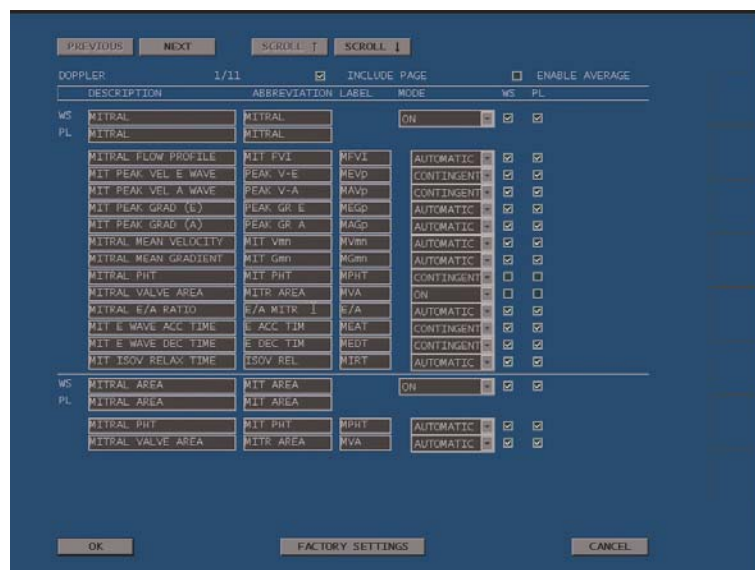 PREVIOUS NEXT SCROLL ↑ SCROLL ↓
DOPPLER 1/11 INCLUDE PAGE ENABLE AVERAGE
DESCRIPTION ABBREVIATION LABEL MODE WS PL
WS MITRAL MITRAL ON
PL MITRAL MITRAL
MITRAL FLOW PROFILE MIT FVI MFVI AUTOMATIC
MIT PEAK VEL E WAVE PEAK V-E MEVp CONTINGENT
MIT PEAK VEL A WAVE PEAK V-A MAVp CONTINGENT
MIT PEAK GRAD (E) PEAK GR E MEGp AUTOMATIC
MIT PEAK GRAD (A) PEAK GR A MAGp AUTOMATIC
MITRAL MEAN VELOCITY MIT Vmn MVmn AUTOMATIC
MITRAL MEAN GRADIENT MIT Gmn MGmn AUTOMATIC
MITRAL PHT MIT PHT MPHT CONTINGENT
MITRAL VALVE AREA MITR AREA MVA ON
MITRAL E/A RATIO E/A MITR E/A AUTOMATIC
MIT E WAVE ACC TIME E ACC TIM MEAT CONTINGENT
MIT E WAVE DEC TIME E DEC TIM MEDT CONTINGENT
MIT ISOV RELAX TIME ISOV REL MIRT AUTOMATIC
WS MITRAL AREA MIT AREA ON
PL MITRAL AREA MIT AREA
MITRAL PHT MIT PHT MPHT AUTOMATIC
MITRAL VALVE AREA MITR AREA MVA AUTOMATIC
OK FACTORY SETTINGS CANCEL